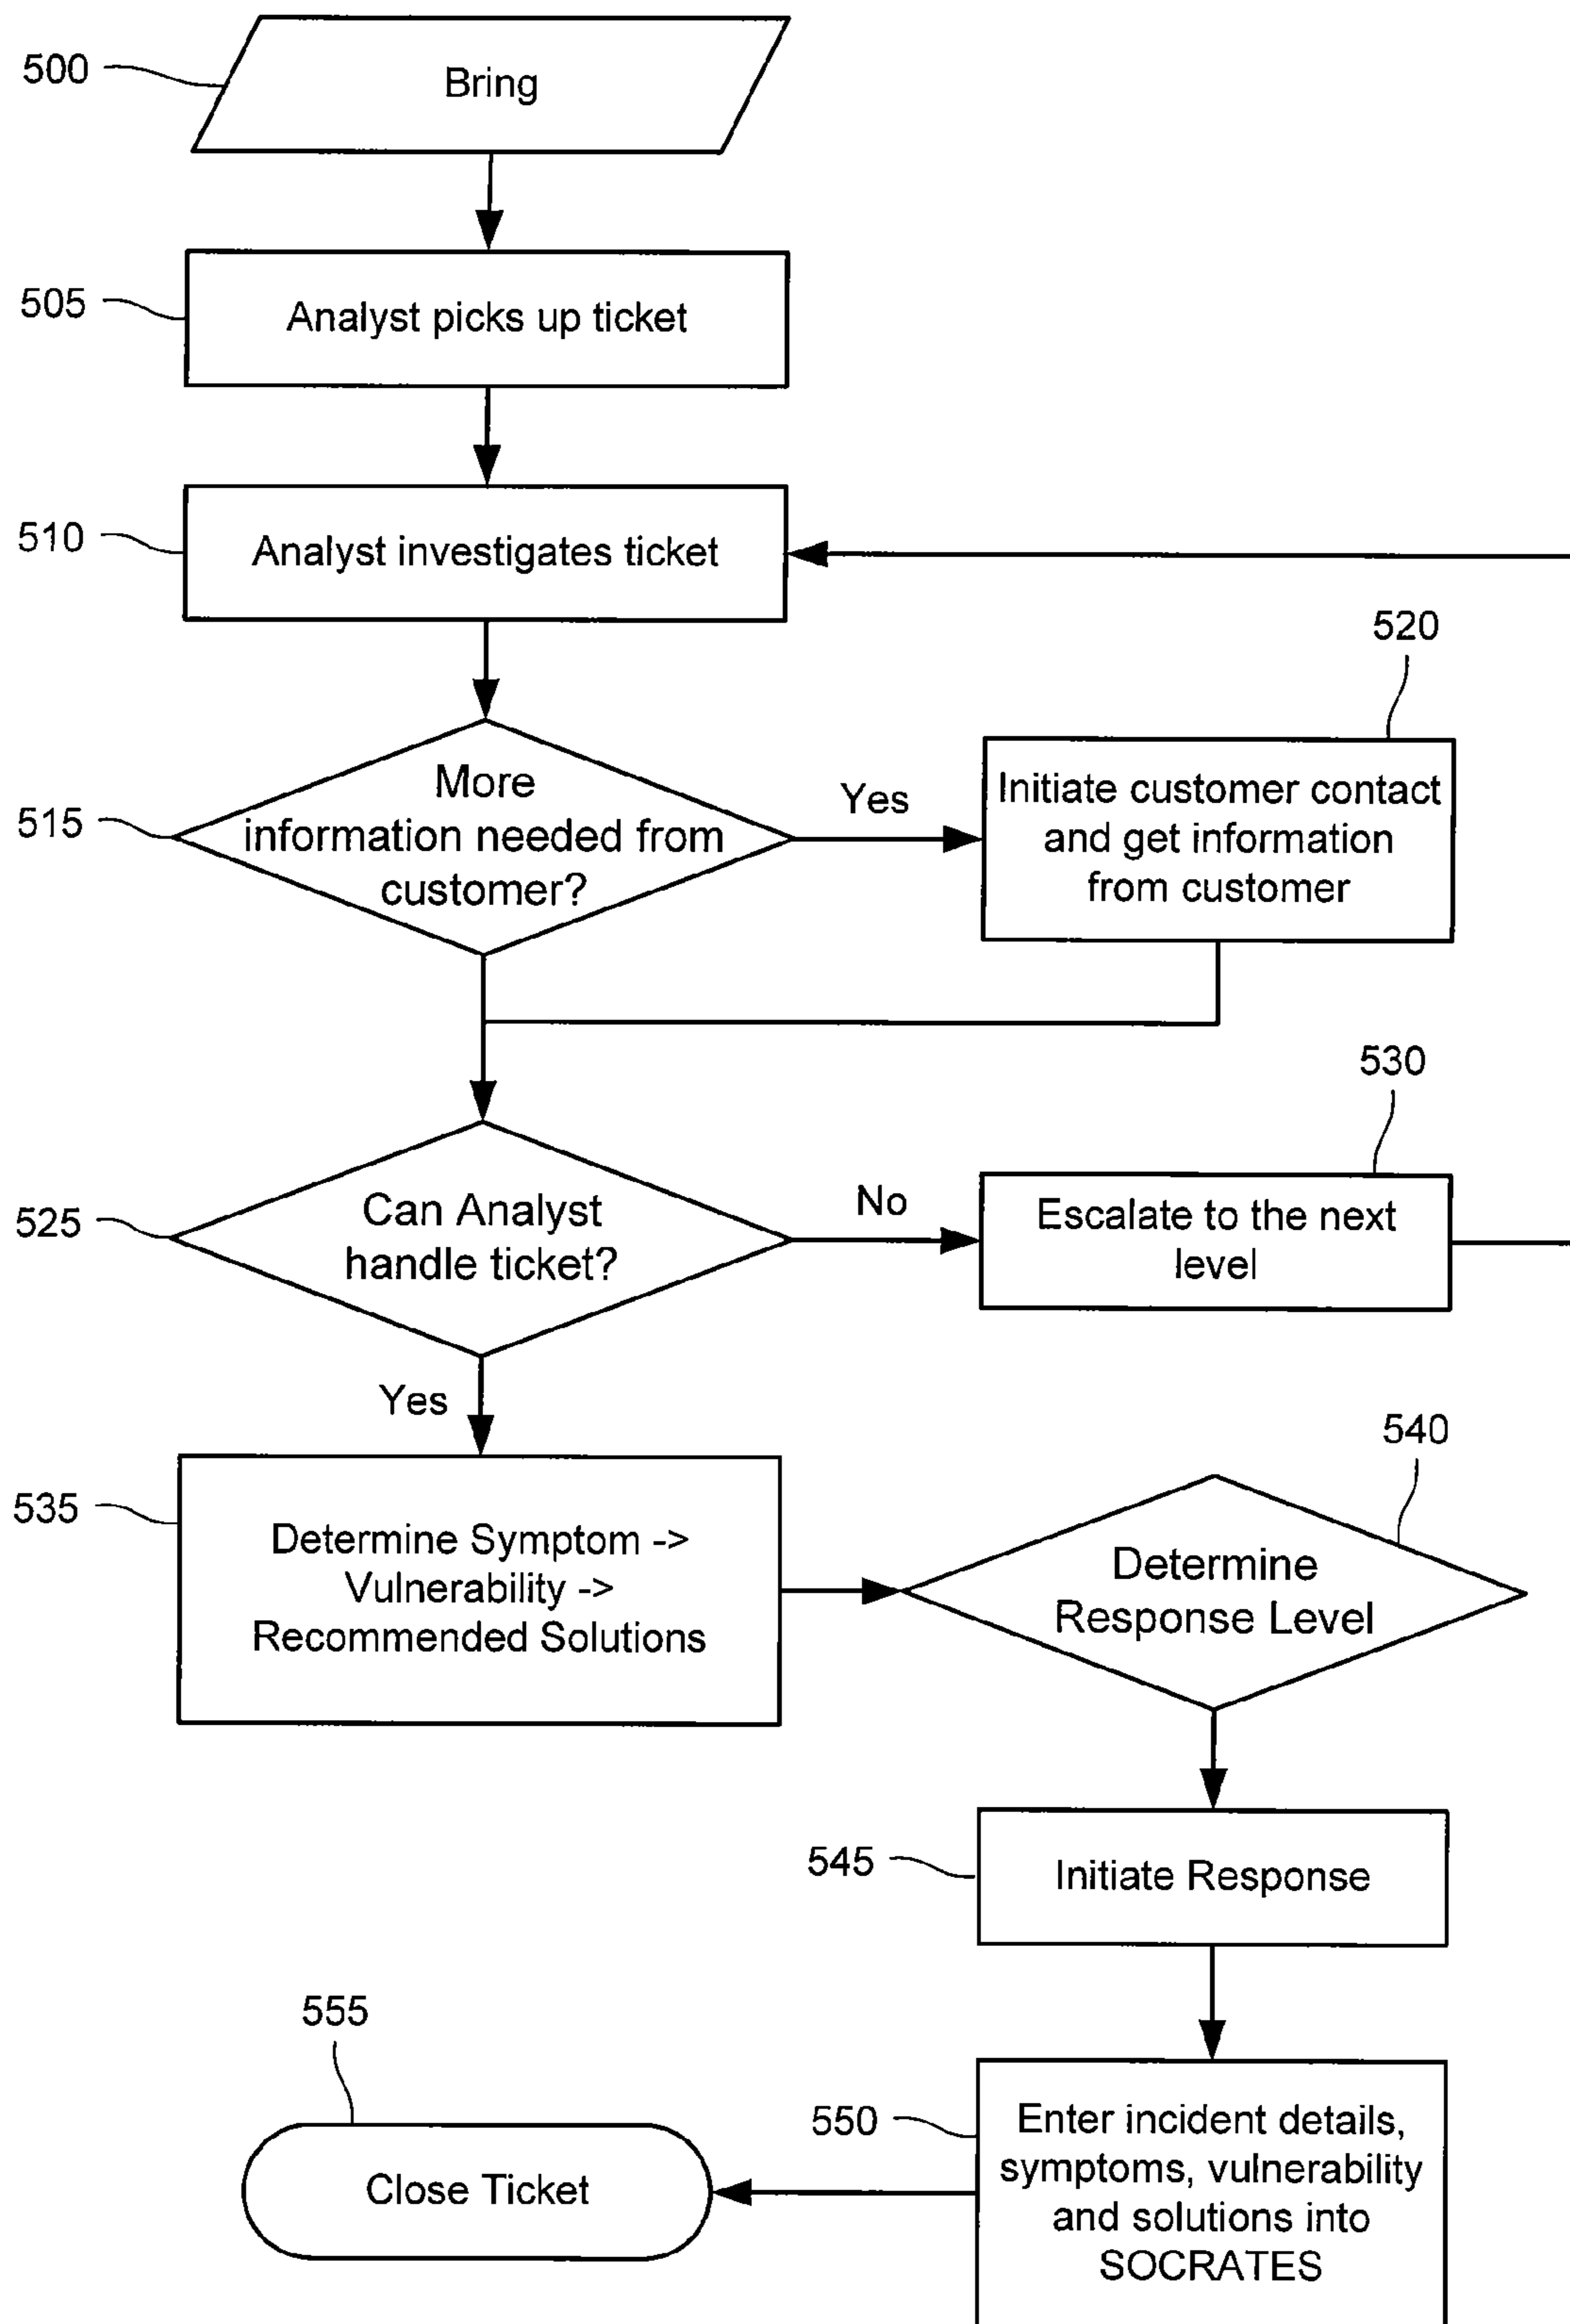 500
Bring
505
Analyst picks up ticket
510
Analyst investigates ticket
520
515
More
information needed from
customer?
Yes
Initiate customer contact
and get information
from customer
530
525
Can Analyst
handle ticket?
No
Escalate to the next
level
Yes
540
535
Determine Symptom ->
Vulnerability ->
Recommended Solutions
Determine
Response Level
545
Initiate Response
555
Close Ticket
550
Enter incident details,
symptoms, vulnerability
and solutions into
SOCRATES